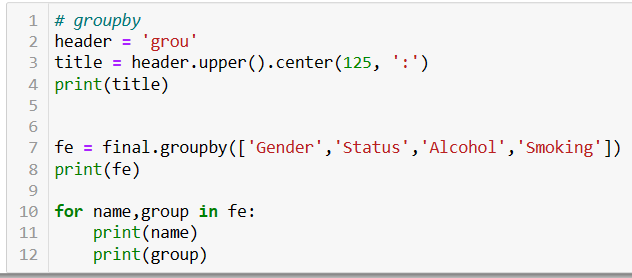 1 # groupby
2 header = 'grou'
3 title = header.upper().center(125, ':')
4 print(title)
5
6
7 fe = final.groupby(['Gender','Status','Alcohol','Smoking'])
8 print(fe)
9
10 for name,group in fe:
11     print(name)
12     print(group)